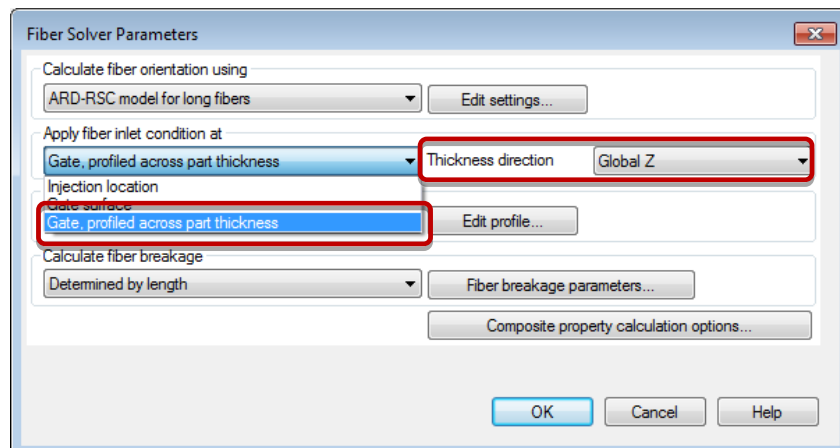 Fiber Solver Parameters
Calculate fiber orientation using
ARD-RSC model for long fibers
Edit settings...
Apply fiber inlet condition at
Gate, profiled across part thickness
Thickness direction
Global Z
Injection location
Gate surface
Gate, profiled across part thickness
Edit profile...
Calculate fiber breakage
Determined by length
Fiber breakage parameters...
Composite property calculation options...
OK
Cancel
Help